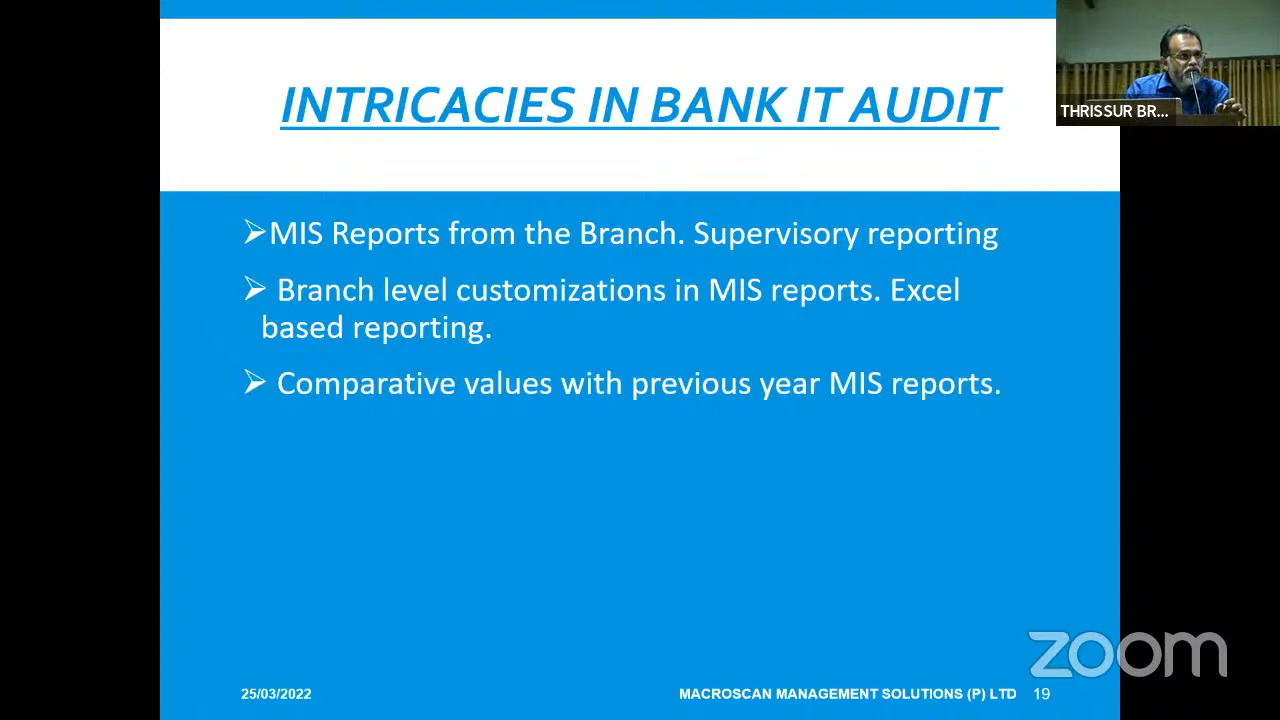 INTRICACIES IN BANK IT AUDIT
THRISSUR BR...
➢MIS Reports from the Branch. Supervisory reporting
➢ Branch level customizations in MIS reports. Excel
based reporting.
➢ Comparative values with previous year MIS reports.
zoom
25/03/2022 MACROSCAN MANAGEMENT SOLUTIONS (P) LTD 19